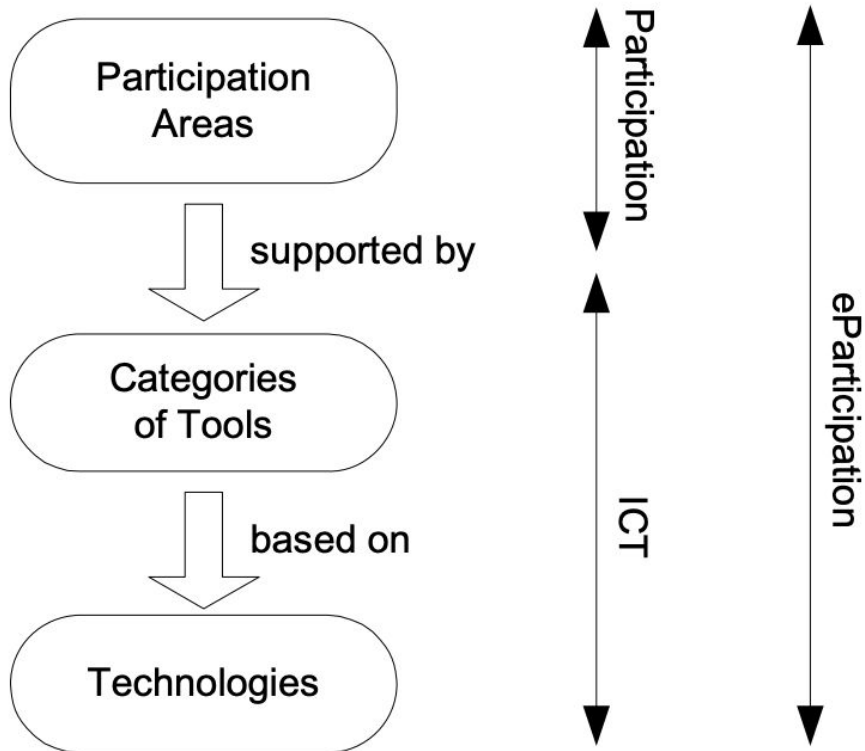 Participation
Areas
supported by
Categories
of Tools
based on
Technologies
Participation
ICT
eParticipation